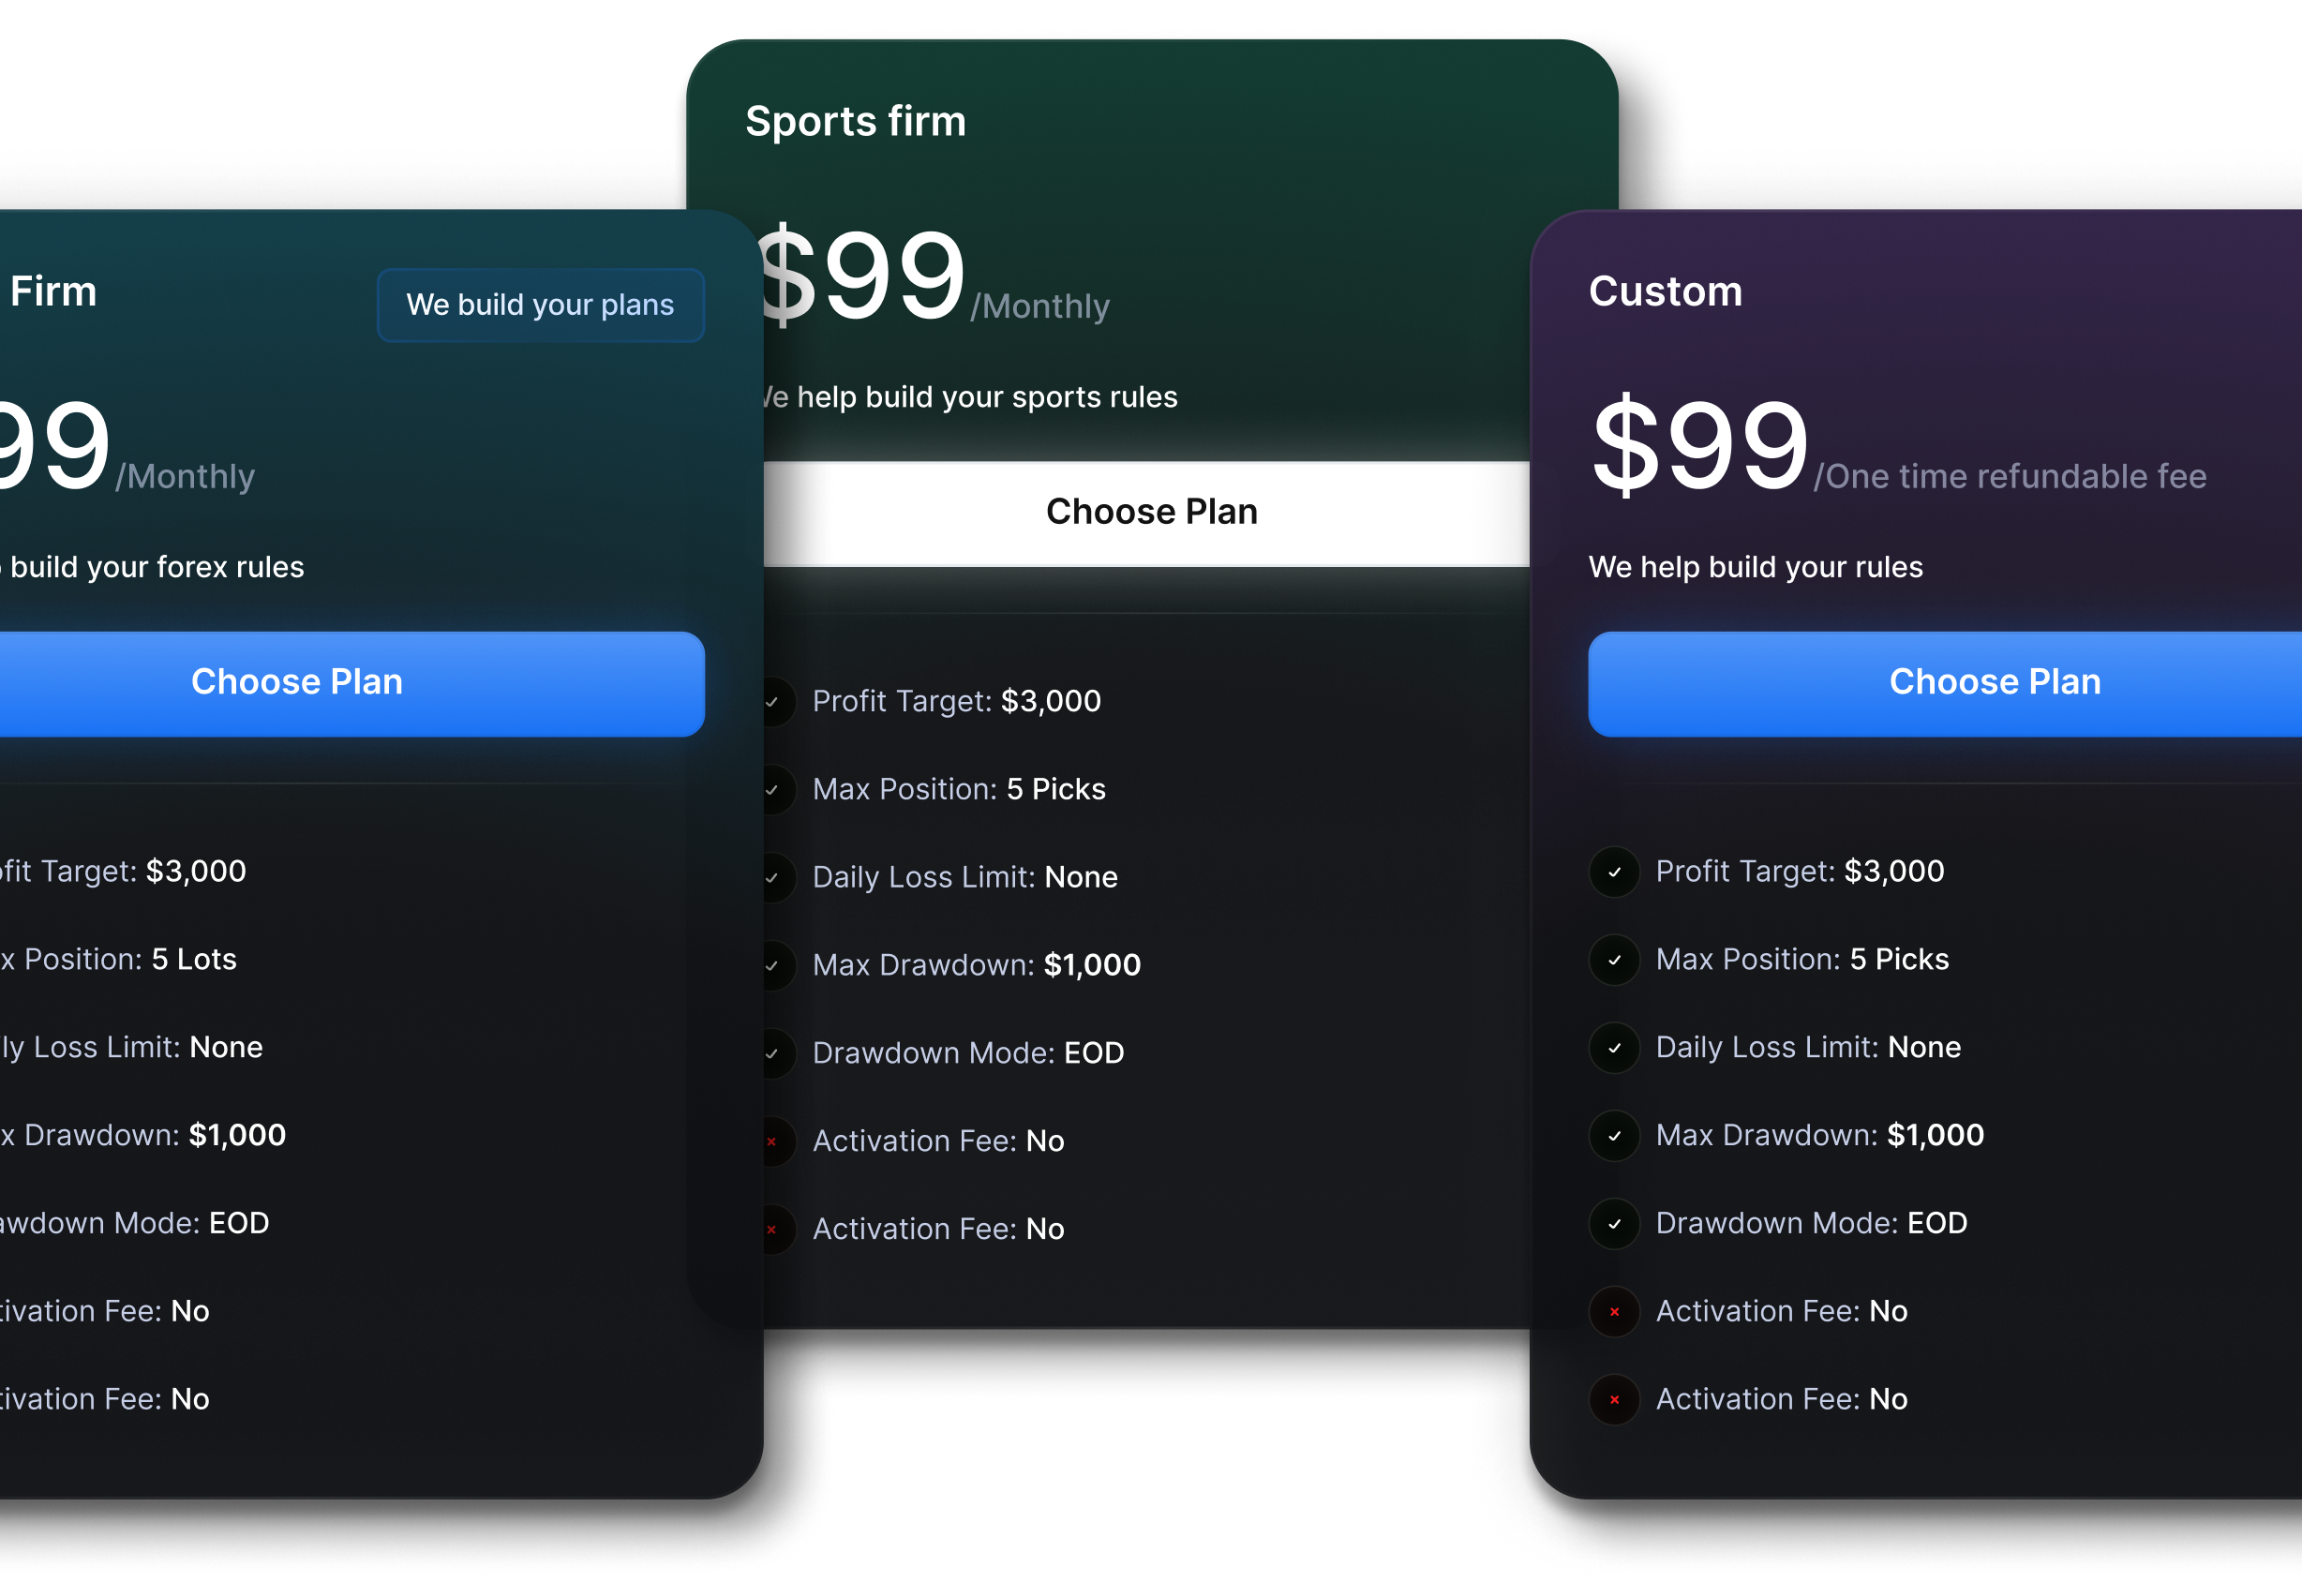 Firm
We build your plans
99/Monthly
build your forex rules
Choose Plan
Target: $3,000
Position: 5 Lots
Loss Limit: None
Drawdown: $1,000
Mode: EOD
Fee: No
Fee: No
Sports firm
$99/Monthly
We help build your sports rules
Choose Plan
Profit Target: $3,000
Max Position: 5 Picks
Daily Loss Limit: None
Max Drawdown: $1,000
Drawdown Mode: EOD
Activation Fee: No
Activation Fee: No
Custom
$99/One time refundable fee
We help build your rules
Choose Plan
Profit Target: $3,000
Max Position: 5 Picks
Daily Loss Limit: None
Max Drawdown: $1,000
Drawdown Mode: EOD
Activation Fee: No
Activation Fee: No